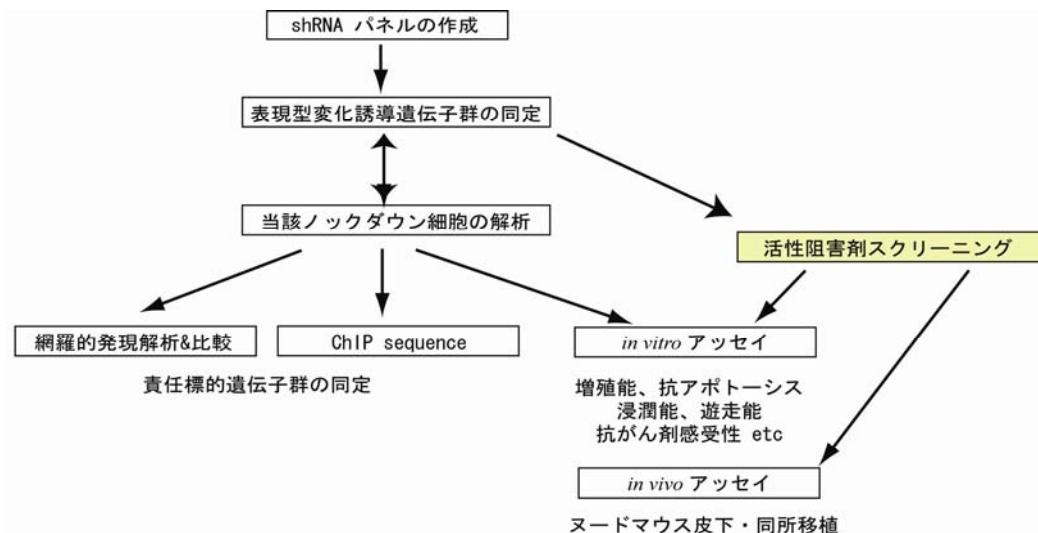 shRNA パネルの作成
表現型変化誘導遺伝子群の同定
当該ノックダウン細胞の解析
活性阻害剤スクリーニング
網羅的発現解析&比較
ChIP sequence
in vitro アッセイ
責任標的遺伝子群の同定
増殖能、抗アポトーシス
浸潤能、遊走能
抗がん剤感受性 etc
in vivo アッセイ
ヌードマウス皮下・同所移植